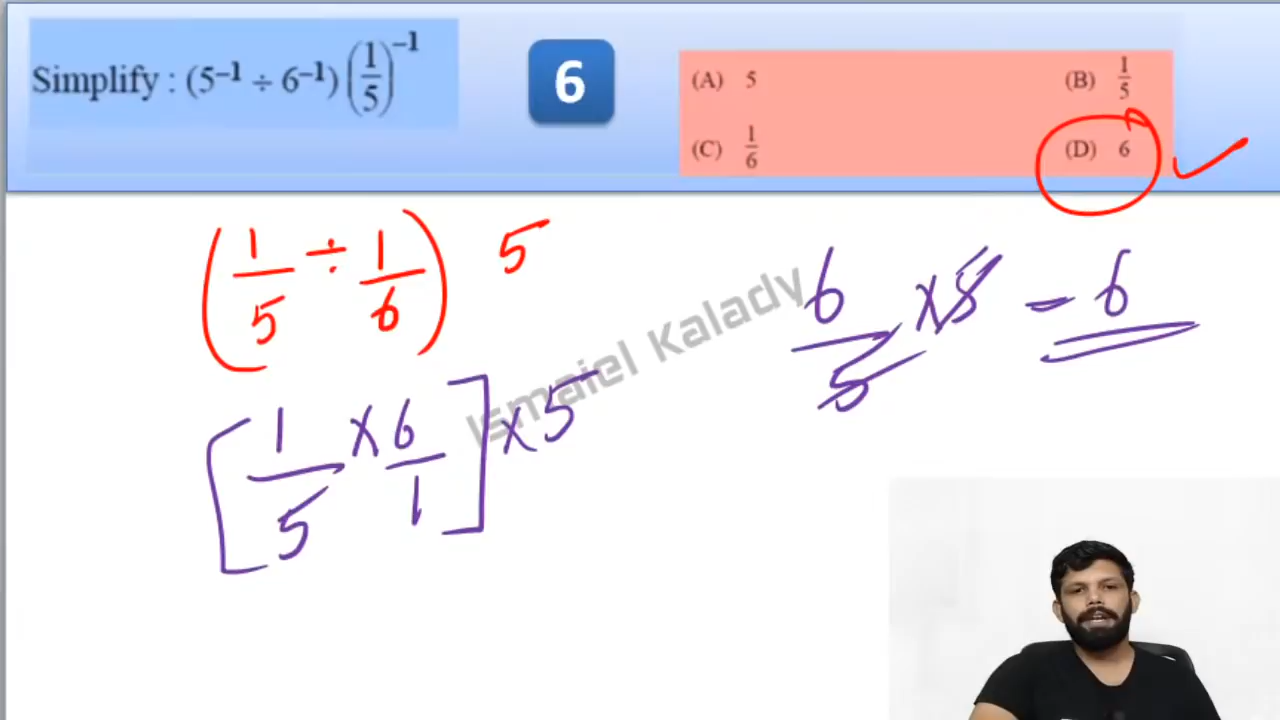 Simplify : (5⁻¹ ÷ 6⁻¹) (1/5)⁻¹
6
(A) 5
(B) 1/5
(C) 1/6
(D) 6
(1/5 ÷ 1/6) 5
6/5 × 5 = 6
[1/5 × 6/1] × 5
Ismaiel Kalady